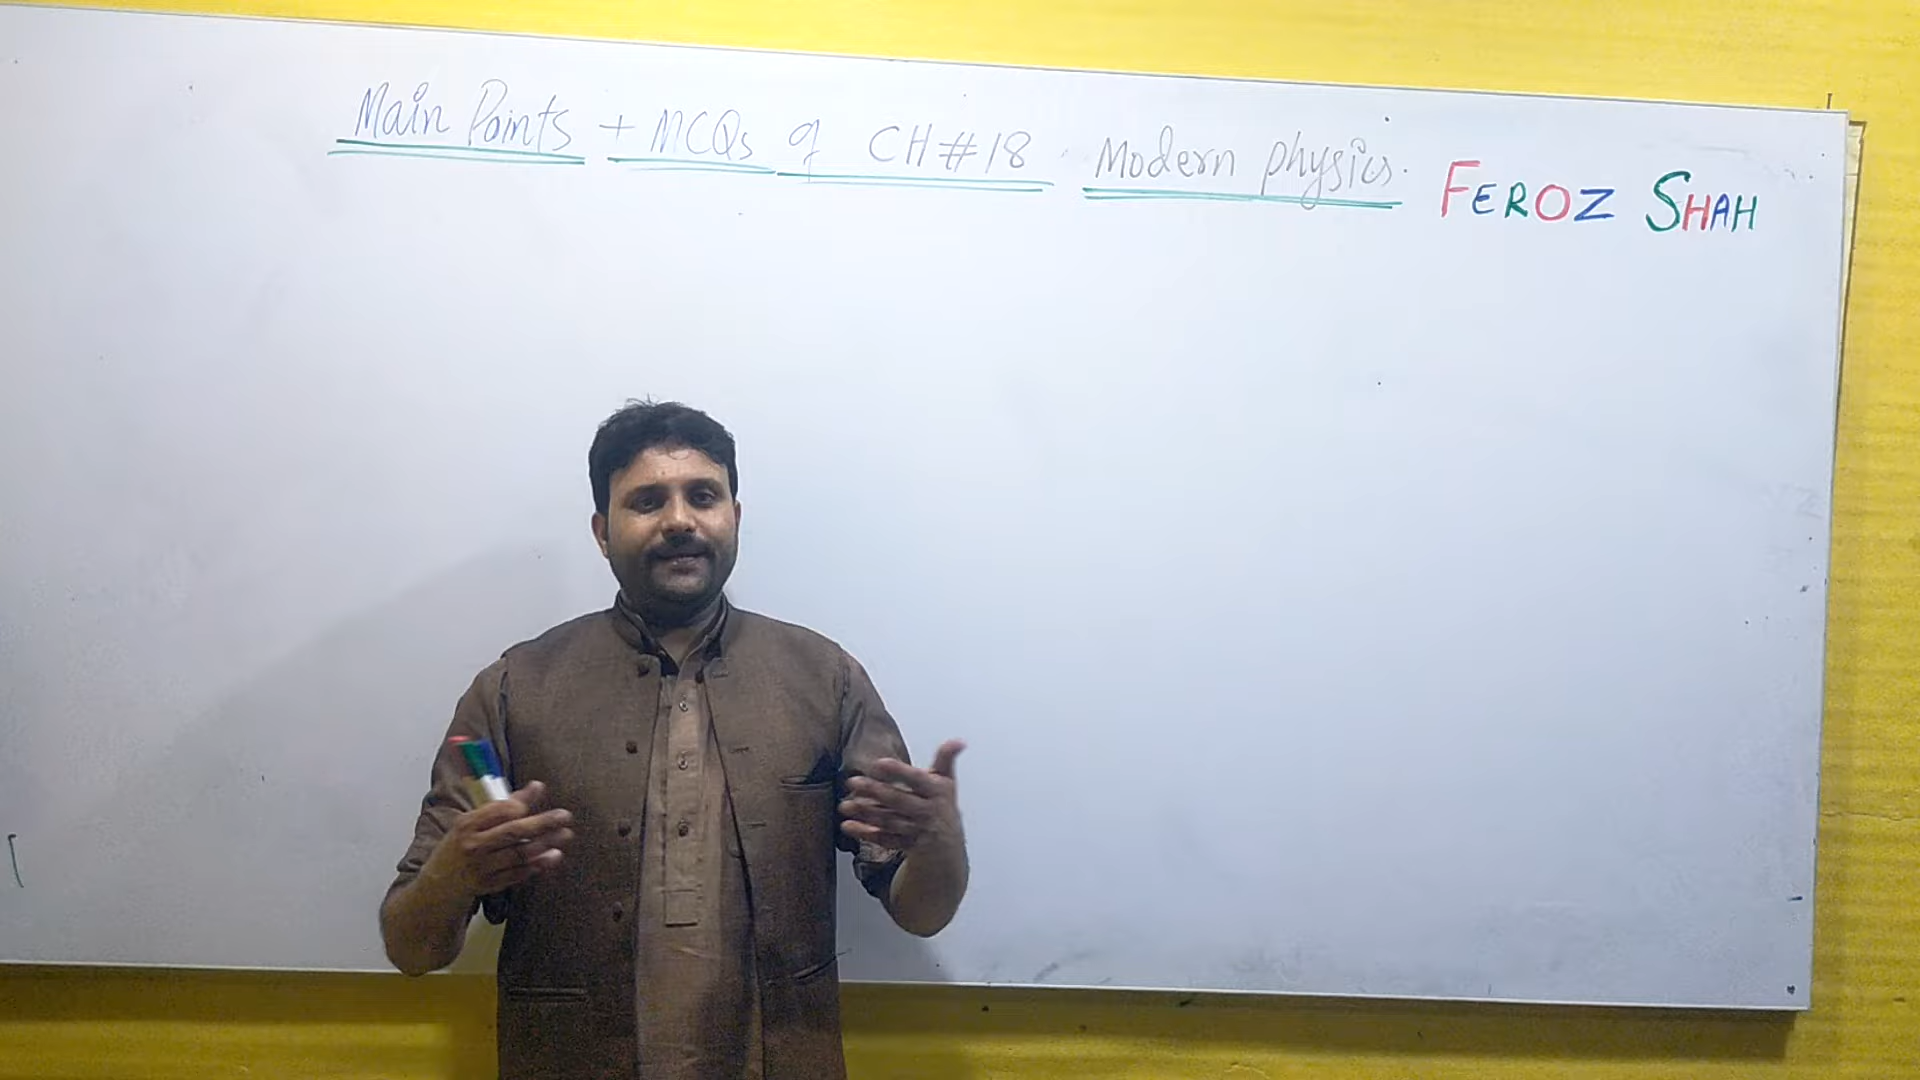 Main Points + MCQs of CH#18 Modern physics.
FEROZ SHAH